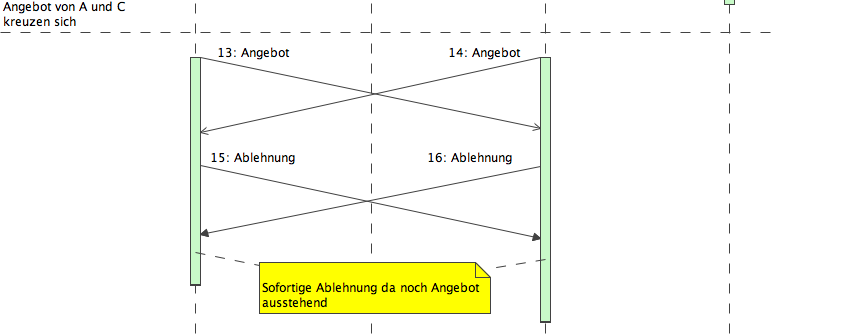 Angebot von A und C
kreuzen sich
13: Angebot
14: Angebot
15: Ablehnung
16: Ablehnung
Sofortige Ablehnung da noch Angebot
ausstehend